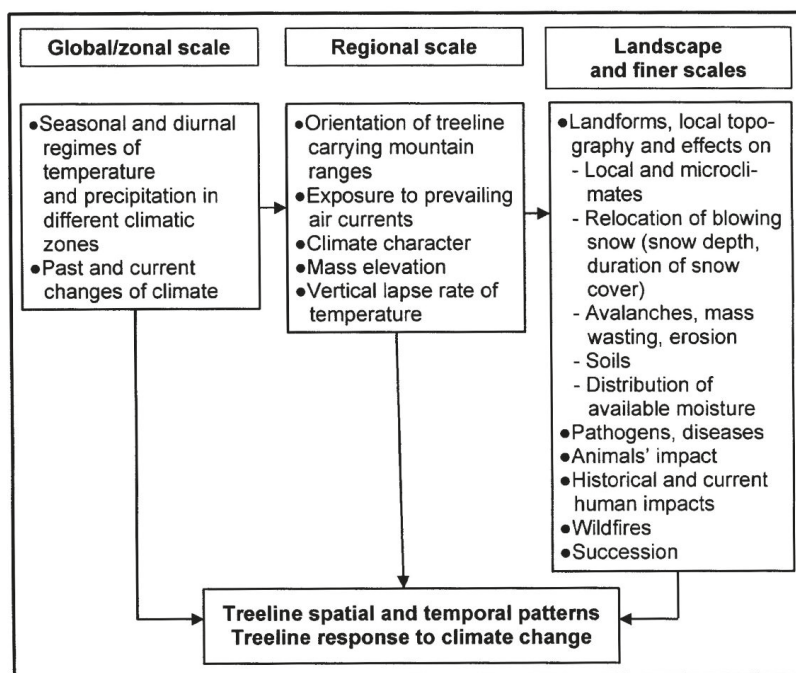 Global/zonal scale
●Seasonal and diurnal
regimes of
temperature
and precipitation in
different climatic
zones
●Past and current
changes of climate
Regional scale
●Orientation of treeline
carrying mountain
ranges
●Exposure to prevailing
air currents
●Climate character
●Mass elevation
●Vertical lapse rate of
temperature
Landscape
and finer scales
●Landforms, local topo-
graphy and effects on
- Local and microcli-
mates
- Relocation of blowing
snow (snow depth,
duration of snow
cover)
- Avalanches, mass
wasting, erosion
- Soils
- Distribution of
available moisture
●Pathogens, diseases
●Animals' impact
●Historical and current
human impacts
●Wildfires
●Succession
Treeline spatial and temporal patterns
Treeline response to climate change